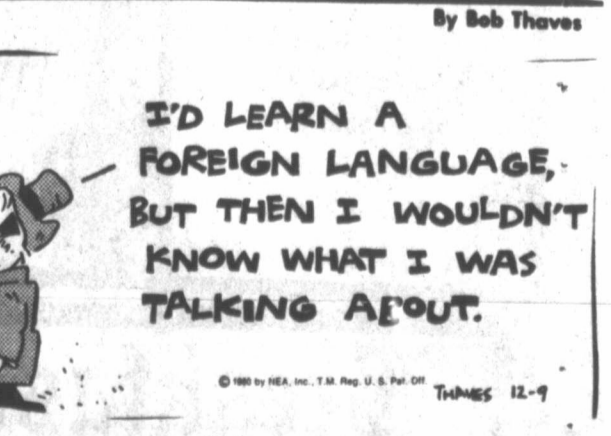 By Bob Thaves
I'D LEARN A
FOREIGN LANGUAGE,
BUT THEN I WOULDN'T
KNOW WHAT I WAS
TALKING ABOUT.
© 1980 by NEA, Inc., T.M. Reg. U. S. Pat. Off.
THAVES 12-9